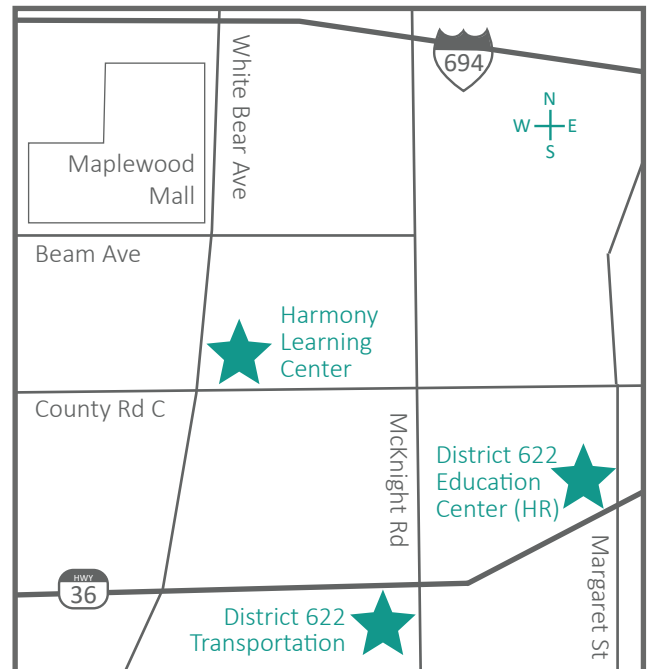 694
White Bear Ave
N
W E
S
Maplewood
Mall
Beam Ave
Harmony
Learning
Center
County Rd C
McKnight Rd
District 622
Education
Center (HR)
Margaret St
HWY
36
District 622
Transportation